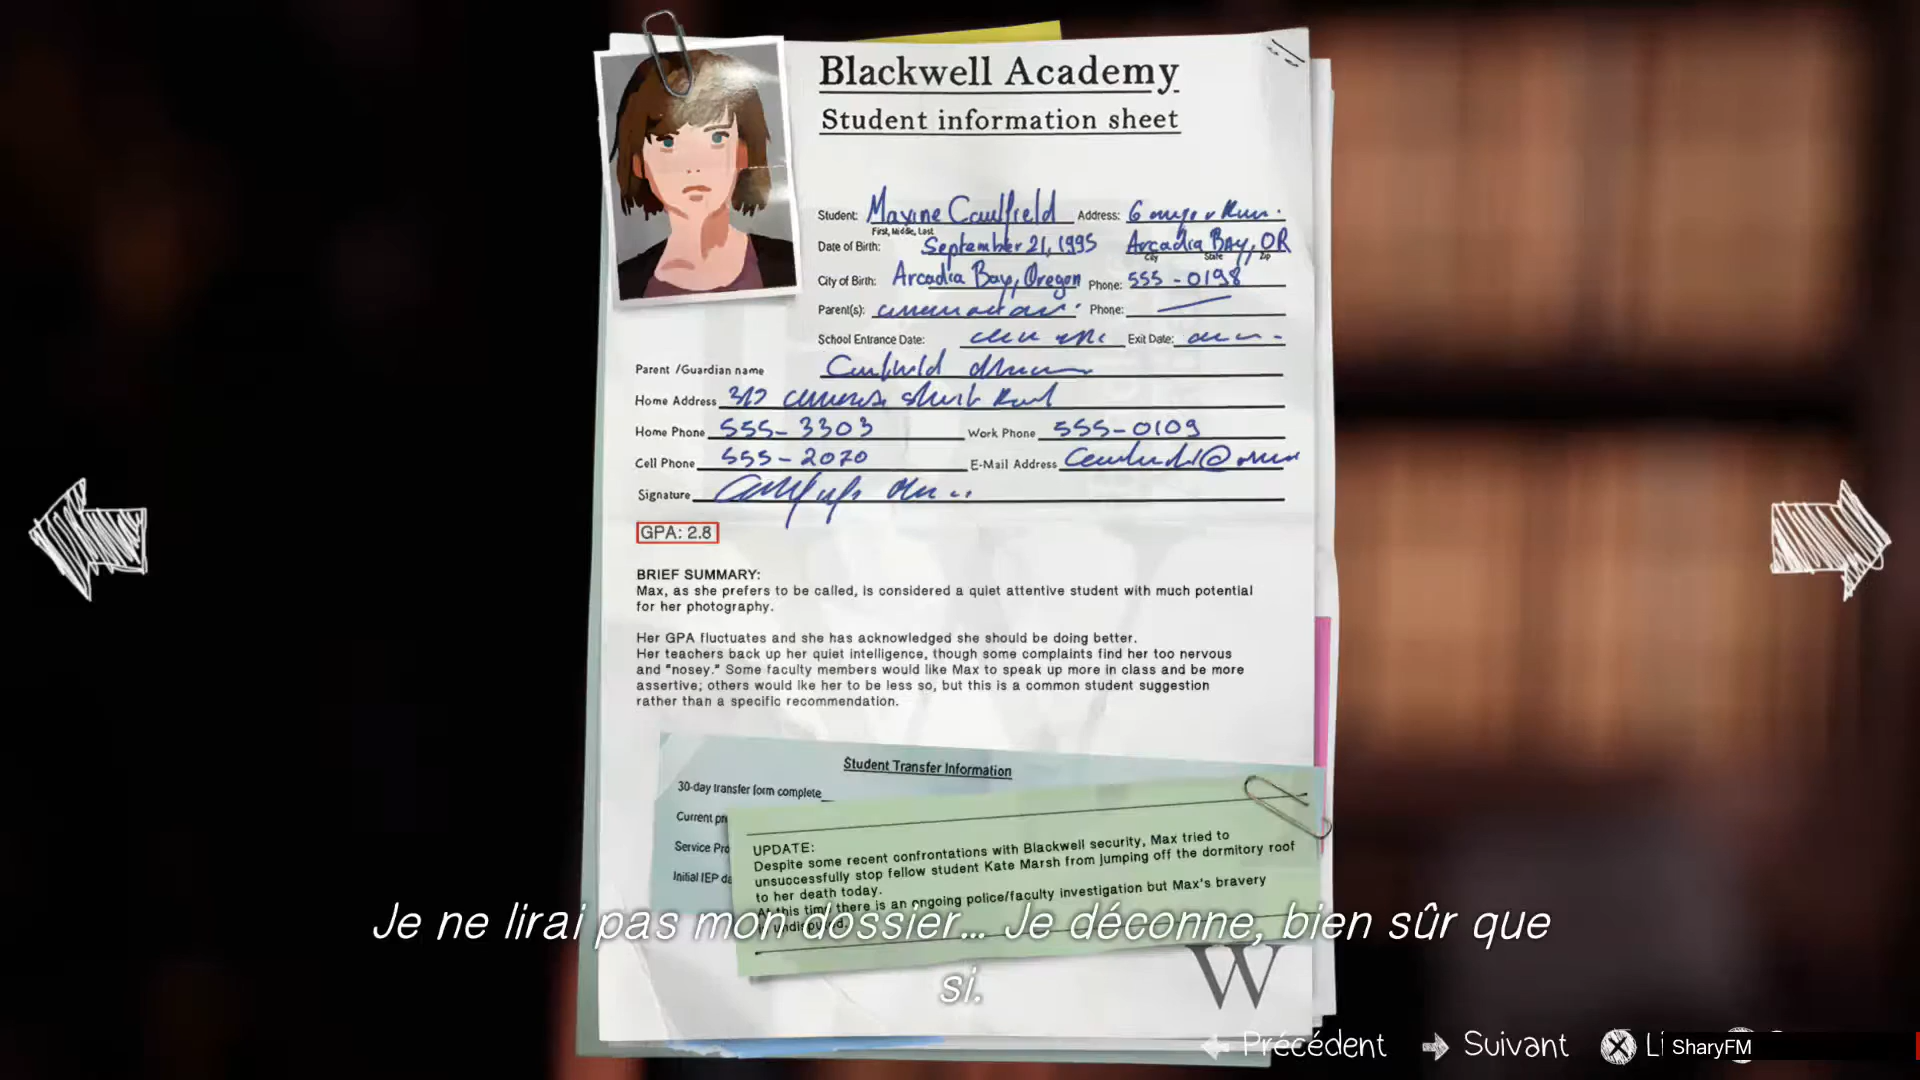 Blackwell Academy
Student information sheet
Student: Maxine Caulfield Address:
First, Middle, Last
Date of Birth: September 21, 1995 Arcadia Bay, OR
City State Zip
City of Birth: Arcadia Bay, Oregon Phone: 555-0198
Parent(s): Phone:
School Entrance Date: Exit Date:
Parent /Guardian name
Home Address
Home Phone 555-3303 Work Phone 555-0109
Cell Phone 555-2070 E-Mail Address
Signature
GPA: 2.8
BRIEF SUMMARY:
Max, as she prefers to be called, is considered a quiet attentive student with much potential
for her photography.
Her GPA fluctuates and she has acknowledged she should be doing better.
Her teachers back up her quiet intelligence, though some complaints find her too nervous
and "nosey." Some faculty members would like Max to speak up more in class and be more
assertive; others would lke her to be less so, but this is a common student suggestion
rather than a specific recommendation.
Student Transfer Information
30-day transfer form complete
Current
Service
Initial IEP
UPDATE:
Despite some recent confrontations with Blackwell security, Max tried to
unsuccessfully stop fellow student Kate Marsh from jumping off the dormitory roof
to her death today.
At this time there is an ongoing police/faculty investigation but Max's bravery
is undisputed.
Je ne lirai pas mon dossier... Je déconne, bien sûr que
si.
W
Précédent Suivant SharyFM